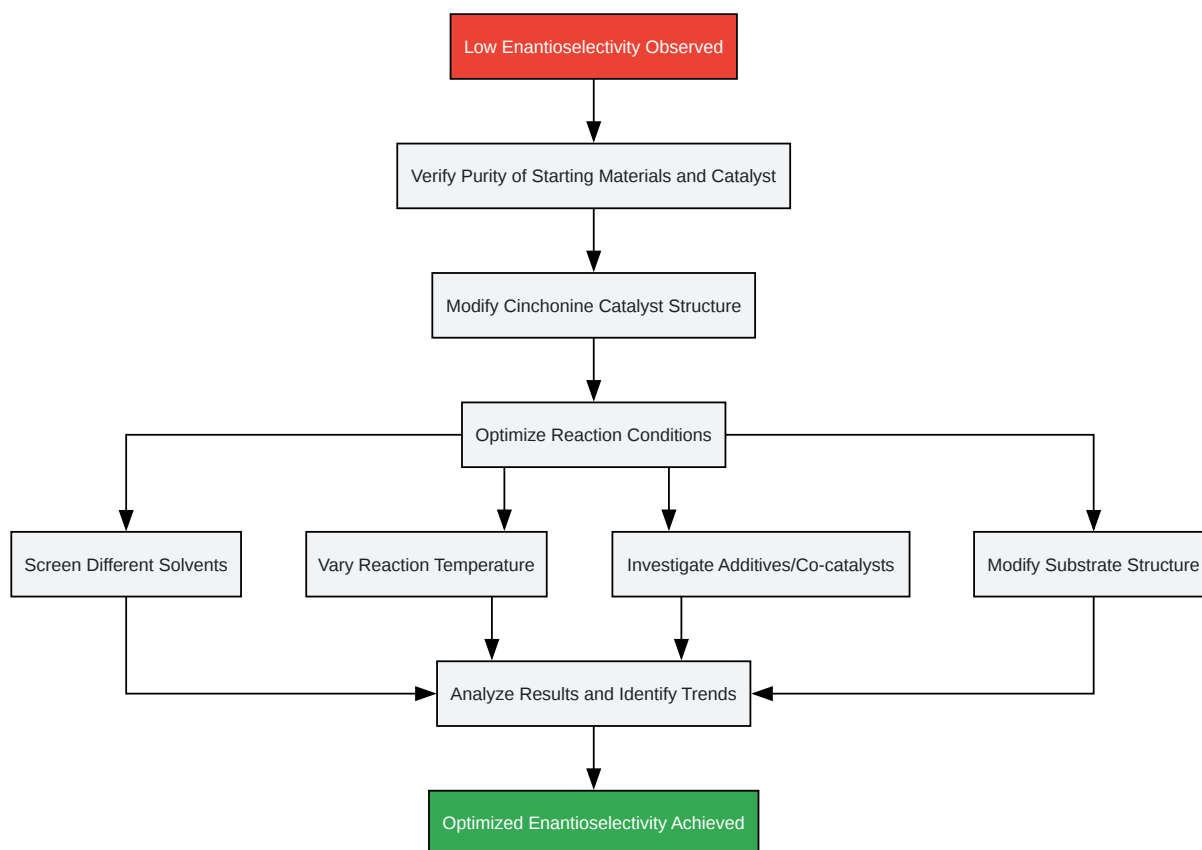 Low Enantioselectivity Observed
Verify Purity of Starting Materials and Catalyst
Modify Cinchonine Catalyst Structure
Optimize Reaction Conditions
Screen Different Solvents
Vary Reaction Temperature
Investigate Additives/Co-catalysts
Modify Substrate Structure
Analyze Results and Identify Trends
Optimized Enantioselectivity Achieved